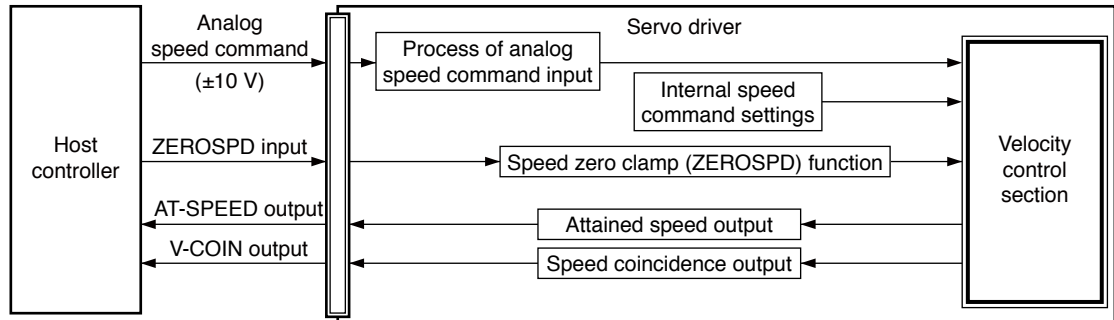 Analog
speed command
(±10 V)
Servo driver
Process of analog
speed command input
Internal speed
command settings
Host
controller
ZEROSPD input
Speed zero clamp (ZEROSPD) function
Velocity
control
section
AT-SPEED output
Attained speed output
V-COIN output
Speed coincidence output